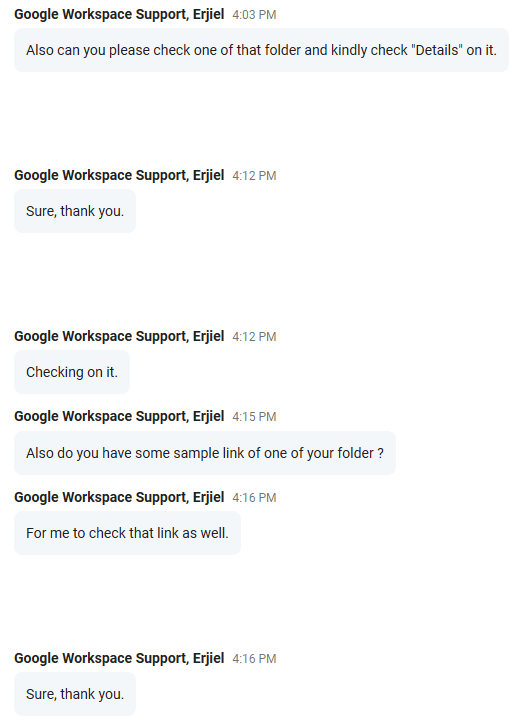 Google Workspace Support, Erjiel 4:03 PM
Also can you please check one of that folder and kindly check "Details" on it.
Google Workspace Support, Erjiel 4:12 PM
Sure, thank you.
Google Workspace Support, Erjiel 4:12 PM
Checking on it.
Google Workspace Support, Erjiel 4:15 PM
Also do you have some sample link of one of your folder ?
Google Workspace Support, Erjiel 4:16 PM
For me to check that link as well.
Google Workspace Support, Erjiel 4:16 PM
Sure, thank you.